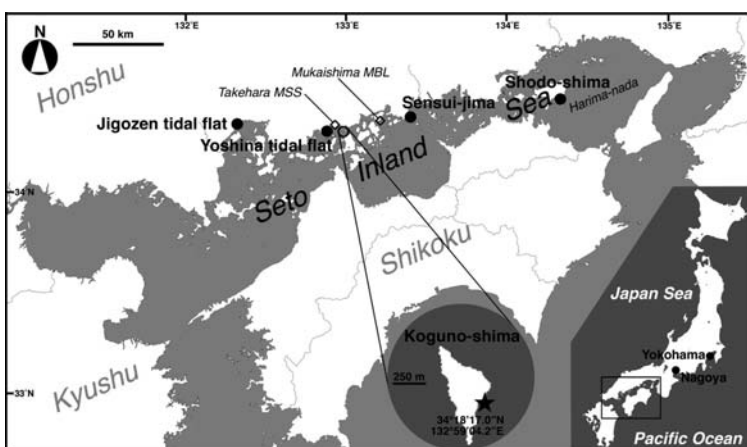 132˚E
133˚E
134˚E
135˚E
N
50 km
Honshu
Takehara MSS
Mukaishima MBL
Sensui-jima
Shodo-shima
Harima-nada
Jigozen tidal flat
Yoshina tidal flat
Seto Inland Sea
34˚N
Shikoku
Koguno-shima
250 m
34˚18’17.0”N
132˚59’04.2”E
33˚N
Kyushu
Japan Sea
Yokohama
Nagoya
Pacific Ocean